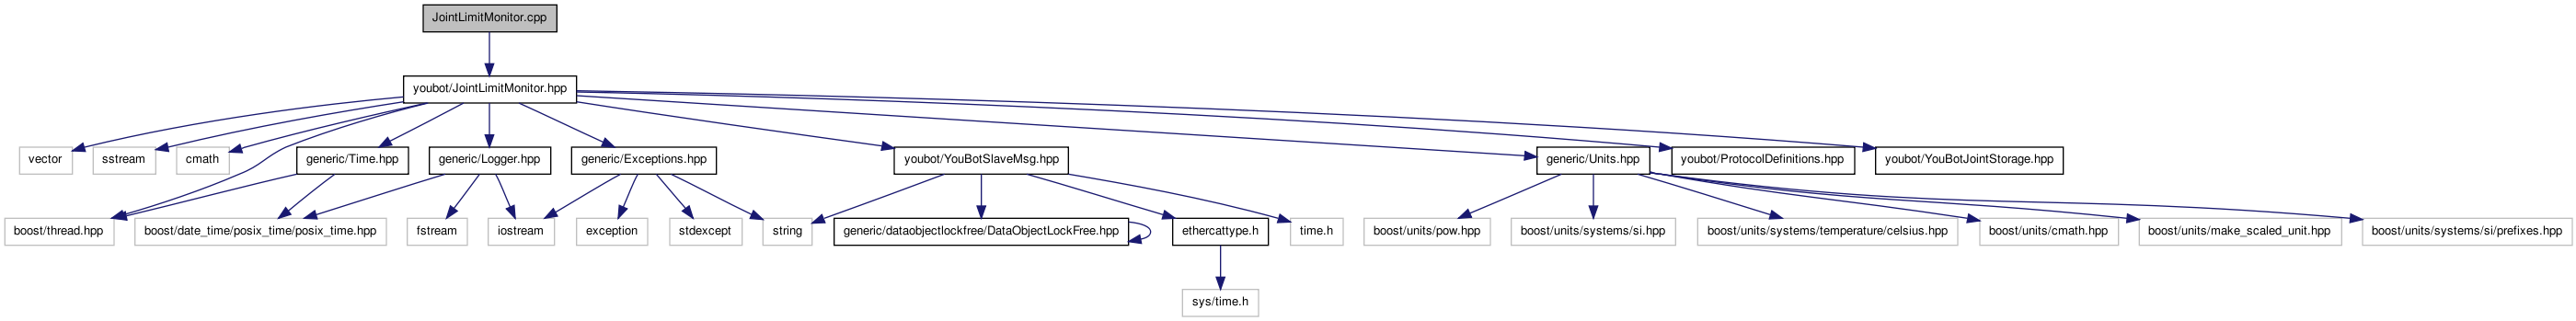 JointLimitMonitor.cpp
youbot/JointLimitMonitor.hpp
vector
sstream
cmath
generic/Time.hpp
generic/Logger.hpp
generic/Exceptions.hpp
youbot/YouBotSlaveMsg.hpp
generic/Units.hpp
youbot/ProtocolDefinitions.hpp
youbot/YouBotJointStorage.hpp
boost/thread.hpp
boost/date_time/posix_time/posix_time.hpp
fstream
iostream
exception
stdexcept
string
generic/dataobjectlockfree/DataObjectLockFree.hpp
ethercattype.h
time.h
boost/units/pow.hpp
boost/units/systems/si.hpp
boost/units/systems/temperature/celsius.hpp
boost/units/cmath.hpp
boost/units/make_scaled_unit.hpp
boost/units/systems/si/prefixes.hpp
sys/time.h